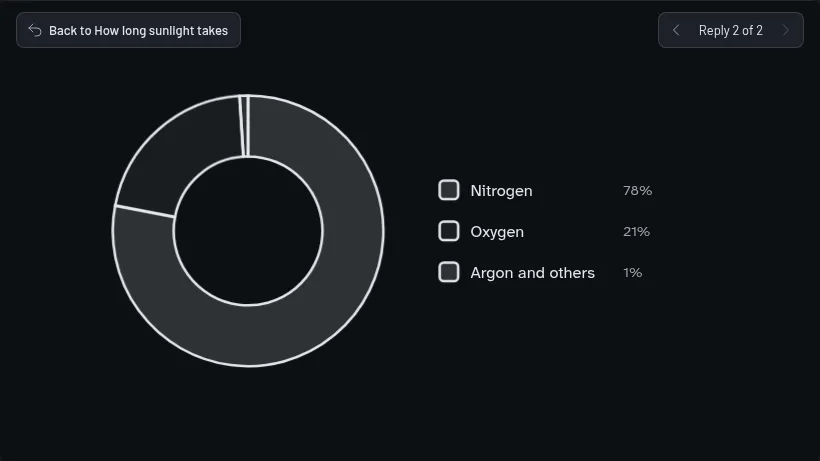 Back to How long sunlight takes
Reply 2 of 2
Nitrogen 78%
Oxygen 21%
Argon and others 1%